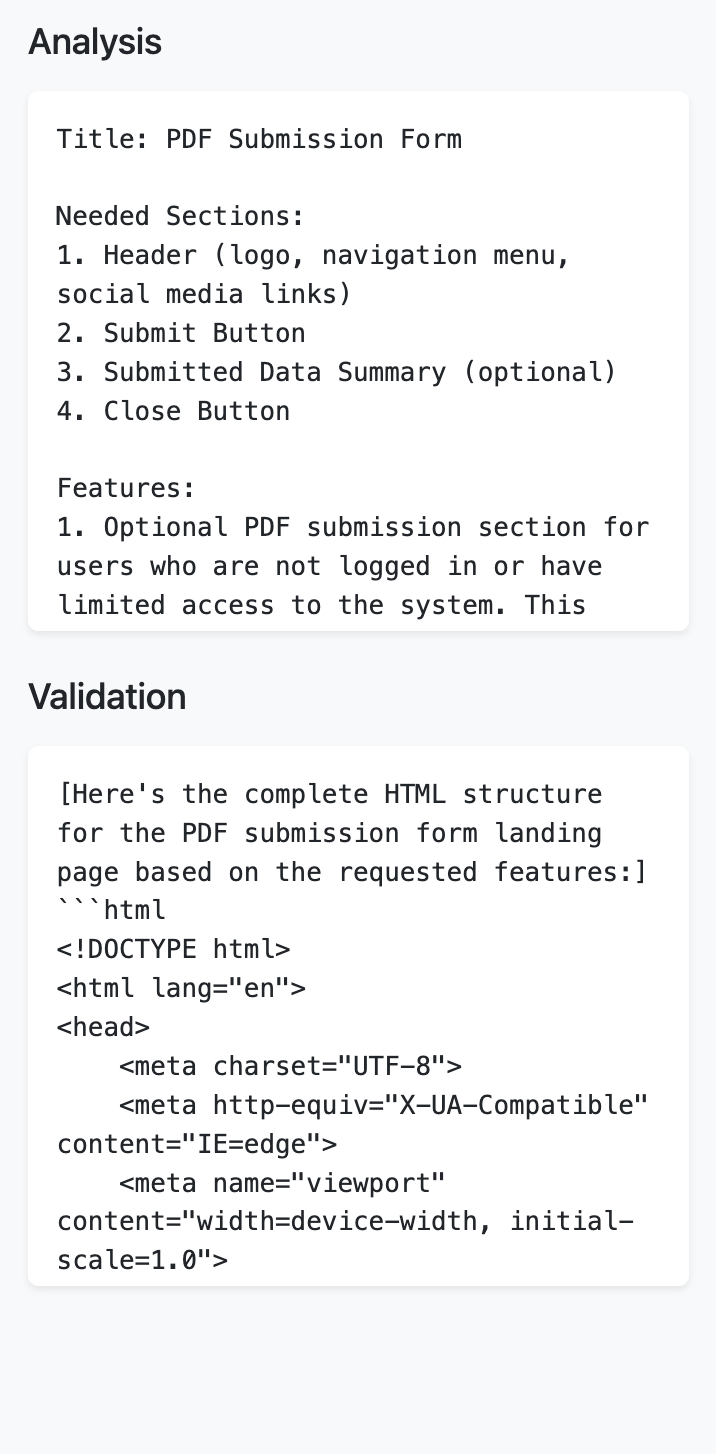 Analysis
Title: PDF Submission Form
Needed Sections:
1. Header (logo, navigation menu,
social media links)
2. Submit Button
3. Submitted Data Summary (optional)
4. Close Button
Features:
1. Optional PDF submission section for
users who are not logged in or have
limited access to the system. This
Validation
[Here's the complete HTML structure
for the PDF submission form landing
page based on the requested features:]
```html
<!DOCTYPE html>
<html lang="en">
<head>
    <meta charset="UTF-8">
    <meta http-equiv="X-UA-Compatible"
content="IE=edge">
    <meta name="viewport"
content="width=device-width, initial-
scale=1.0">